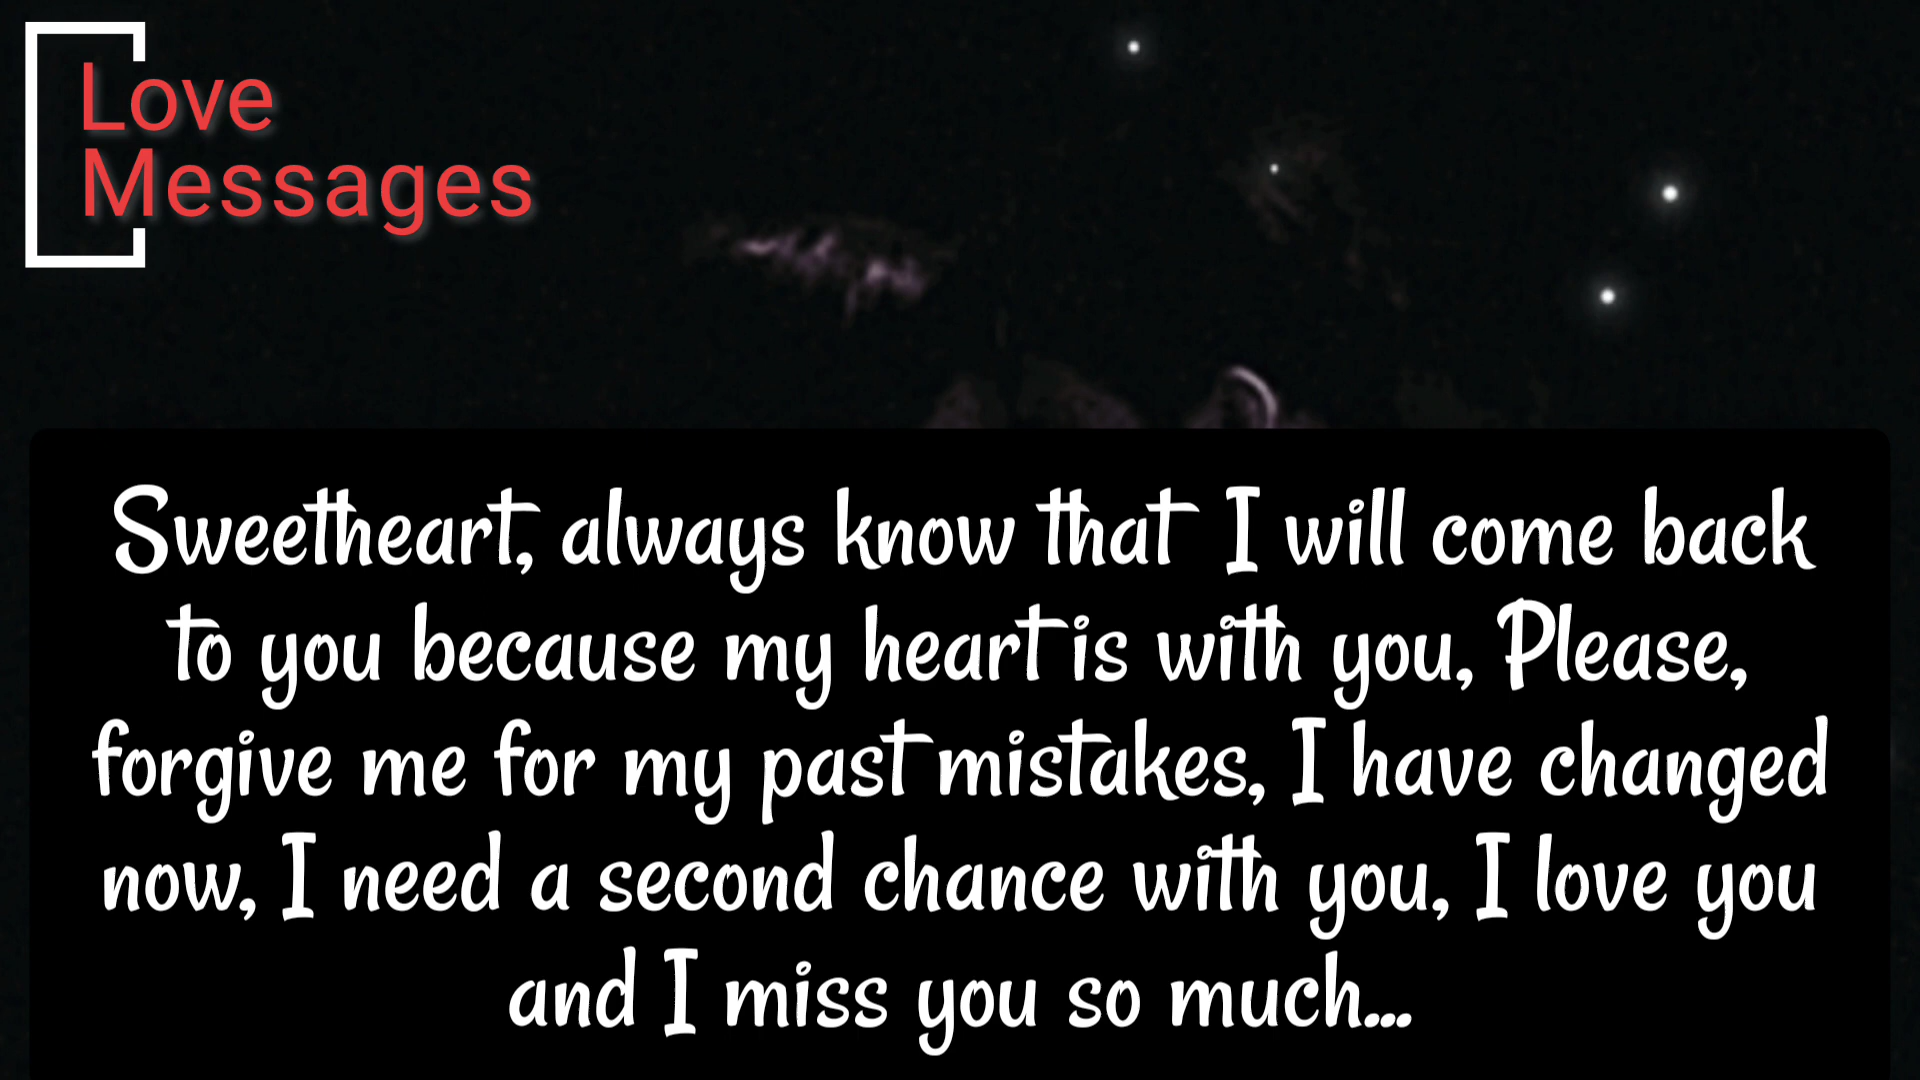 Love
Messages
Sweetheart, always know that I will come back
to you because my heart is with you, Please,
forgive me for my past mistakes, I have changed
now, I need a second chance with you, I love you
and I miss you so much...